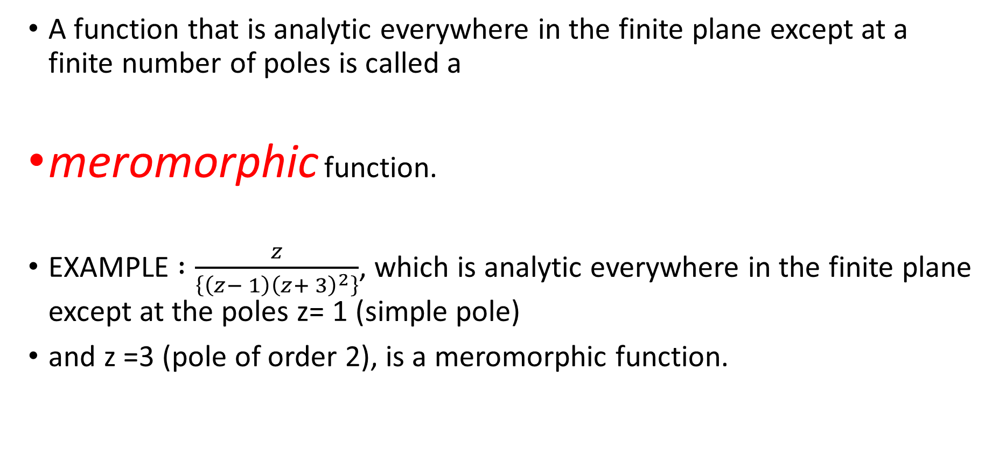 • A function that is analytic everywhere in the finite plane except at a
finite number of poles is called a
•meromorphic function.
• EXAMPLE : z/{(z− 1)(z+ 3)²}, which is analytic everywhere in the finite plane
except at the poles z= 1 (simple pole)
• and z =3 (pole of order 2), is a meromorphic function.